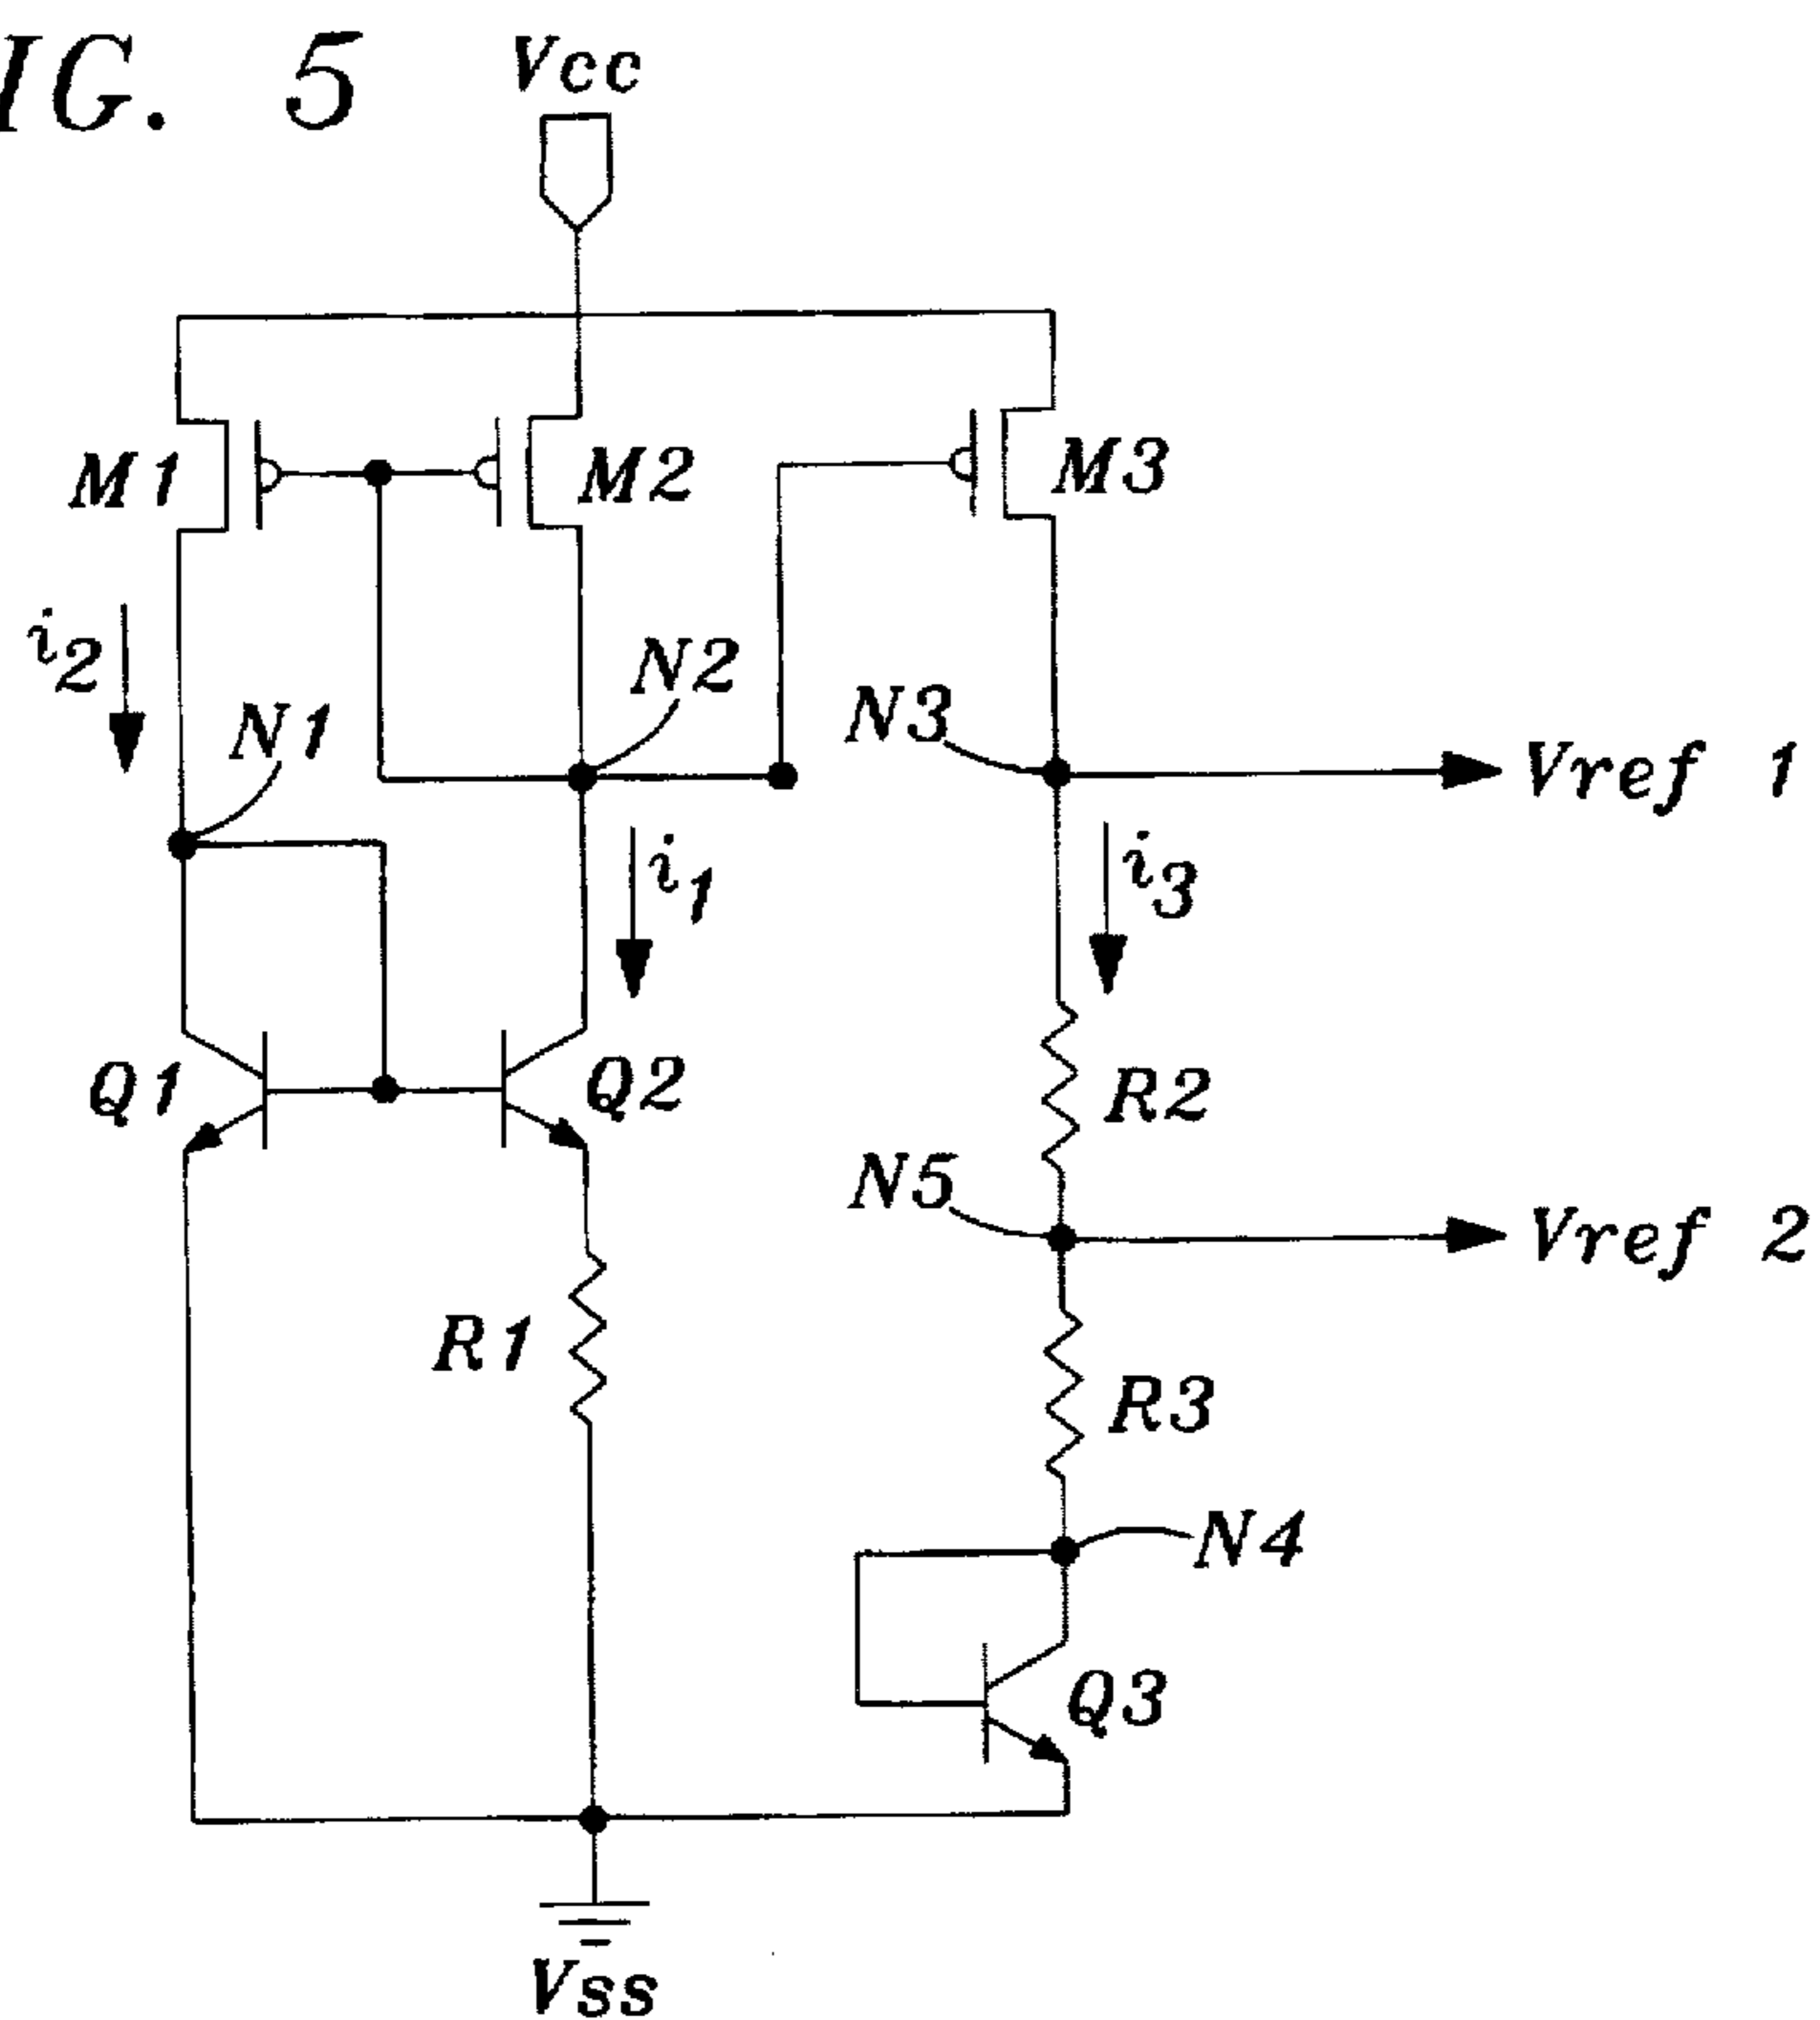 IG. 5
Vcc
M1
M2
M3
i2
N1
N2
N3
Vref 1
i1
i3
Q1
Q2
R2
N5
Vref 2
R1
R3
N4
Q3
Vss